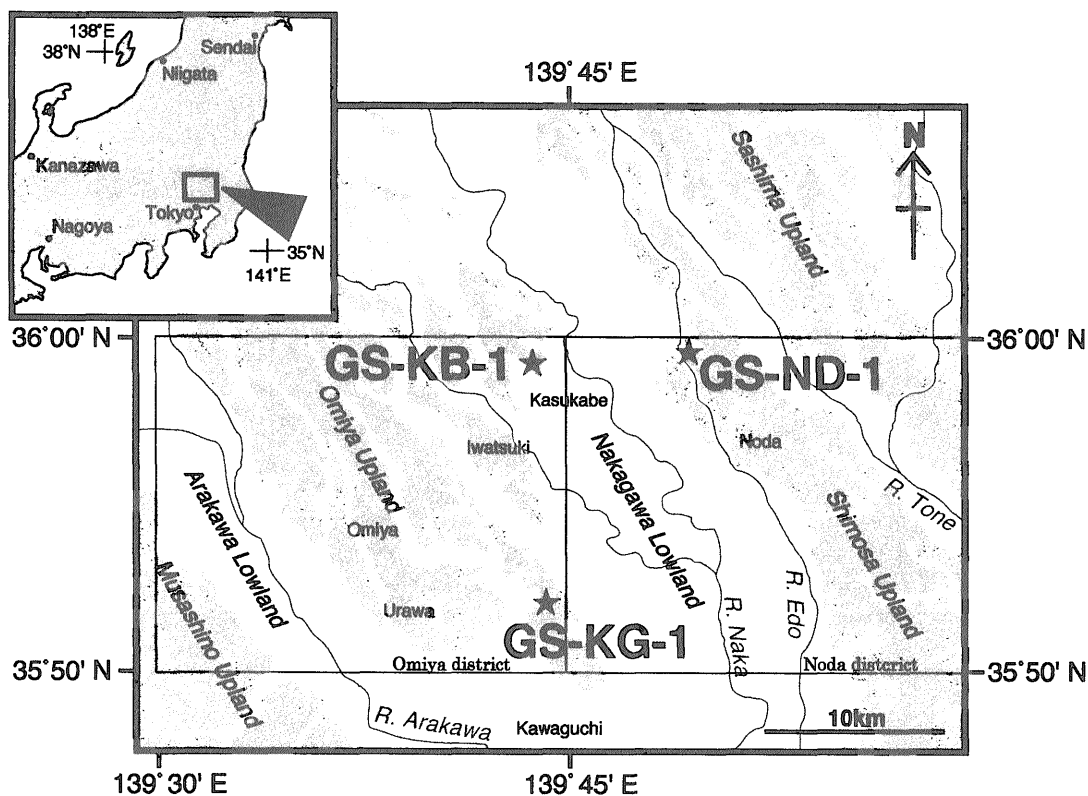 138°E
38°N
Sendai
Niigata
Kanazawa
Tokyo
Nagoya
35°N
141°E
139° 45' E
N
Sashima Upland
36°00' N
36°00' N
GS-KB-1
GS-ND-1
Kasukabe
Omiya Upland
Iwatsuki
Noda
Nakagawa Lowland
R. Tone
Arakawa Lowland
Omiya
Shimosa Upland
Musashino Upland
Urawa
R. Edo
GS-KG-1
R. Naka
35°50' N
Omiya district
Noda disterict
35°50' N
R. Arakawa
Kawaguchi
10km
139° 30' E
139° 45' E